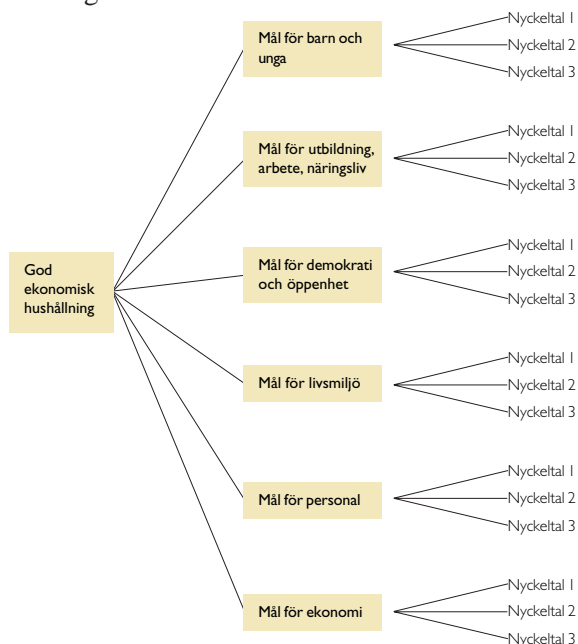 God
ekonomisk
hushållning
Mål för barn och
unga
Nyckeltal 1
Nyckeltal 2
Nyckeltal 3
Mål för utbildning,
arbete, näringsliv
Nyckeltal 1
Nyckeltal 2
Nyckeltal 3
Mål för demokrati
och öppenhet
Nyckeltal 1
Nyckeltal 2
Nyckeltal 3
Mål för livsmiljö
Nyckeltal 1
Nyckeltal 2
Nyckeltal 3
Mål för personal
Nyckeltal 1
Nyckeltal 2
Nyckeltal 3
Mål för ekonomi
Nyckeltal 1
Nyckeltal 2
Nyckeltal 3